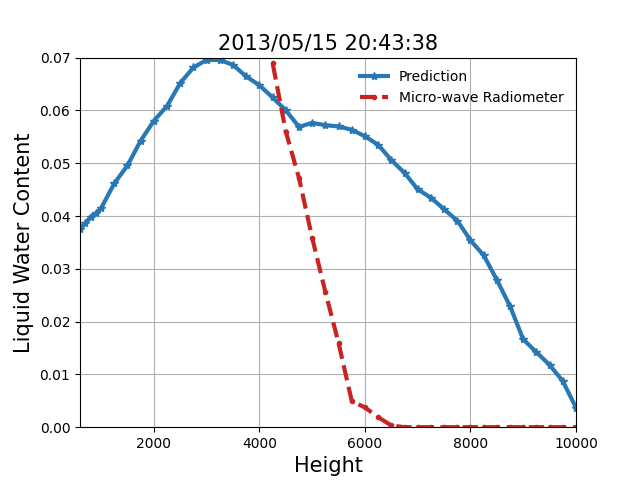 2013/05/15 20:43:38
0.07
0.06
0.05
0.04
0.03
0.02
0.01
0.00
Liquid Water Content
Prediction
Micro-wave Radiometer
2000 4000 6000 8000 10000
Height